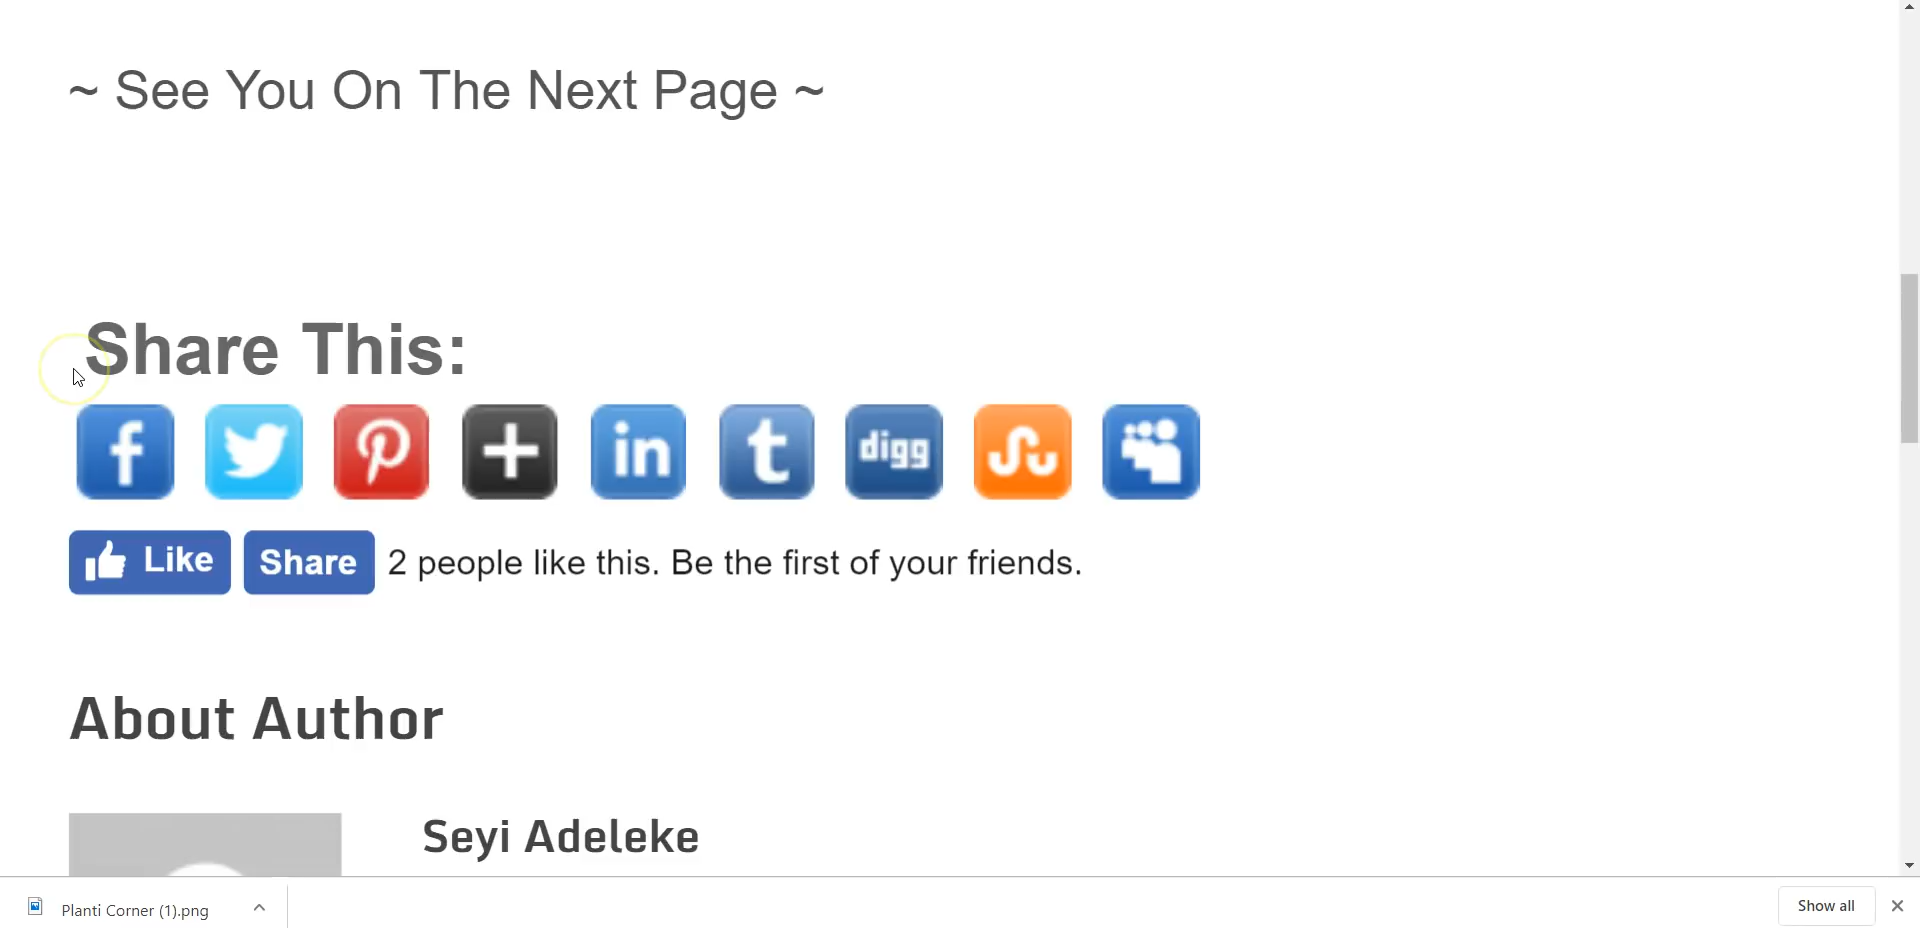 ~ See You On The Next Page ~
Share This:
f t digg in
Like Share 2 people like this. Be the first of your friends.
About Author
Seyi Adeleke
Planti Corner (1).png Show all